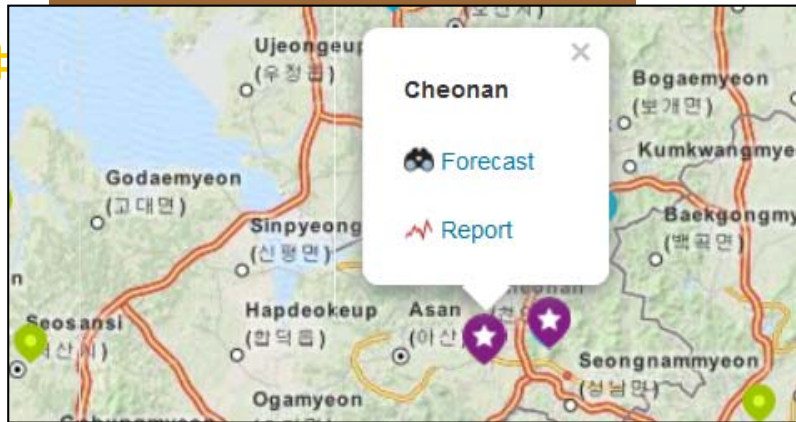 Ujeongeup
(우정읍)
Cheonan
Forecast
Report
Bogaemyeon
(보개면)
Kumkwangmye
Godaemyeon
(고대면)
Sinpyeong
(신평면)
Baekgongmy
(백곡면)
Hapdeokeup
(합덕읍)
Asan
(아산)
Seosansi
Seongnammyeon
(성남면)
Ogamyeon